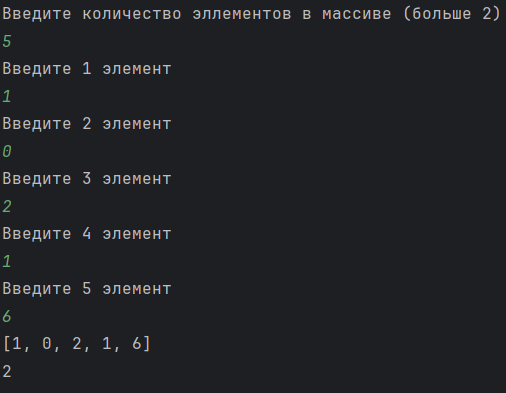 Введите количество эллементов в массиве (больше 2)
5
Введите 1 элемент
1
Введите 2 элемент
0
Введите 3 элемент
2
Введите 4 элемент
1
Введите 5 элемент
6
[1, 0, 2, 1, 6]
2